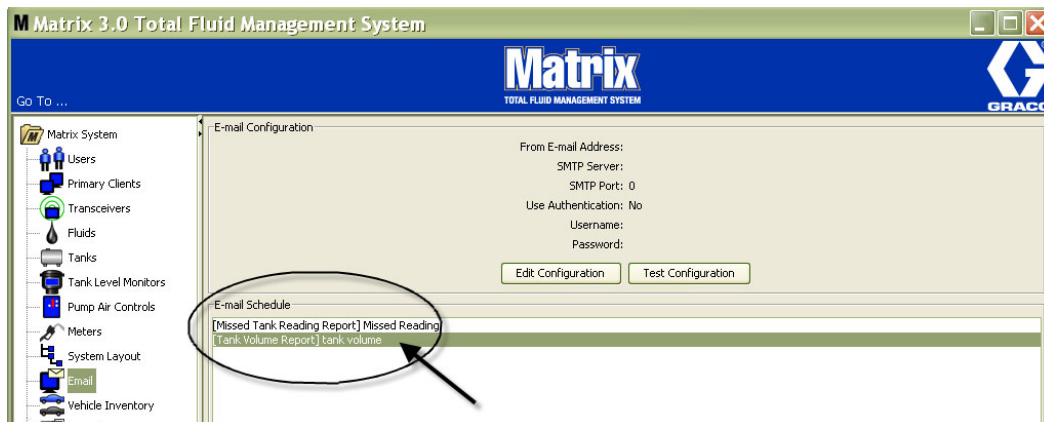 M Matrix 3.0 Total Fluid Management System
Matrix
TOTAL FLUID MANAGEMENT SYSTEM
GRACO
Go To ...
Matrix System
Users
Primary Clients
Transceivers
Fluids
Tanks
Tank Level Monitors
Pump Air Controls
Meters
System Layout
Email
Vehicle Inventory
E-mail Configuration
From E-mail Address:
SMTP Server:
SMTP Port: 0
Use Authentication: No
Username:
Password:
Edit Configuration Test Configuration
E-mail Schedule
[Missed Tank Reading Report] Missed Reading
[Tank Volume Report] tank volume